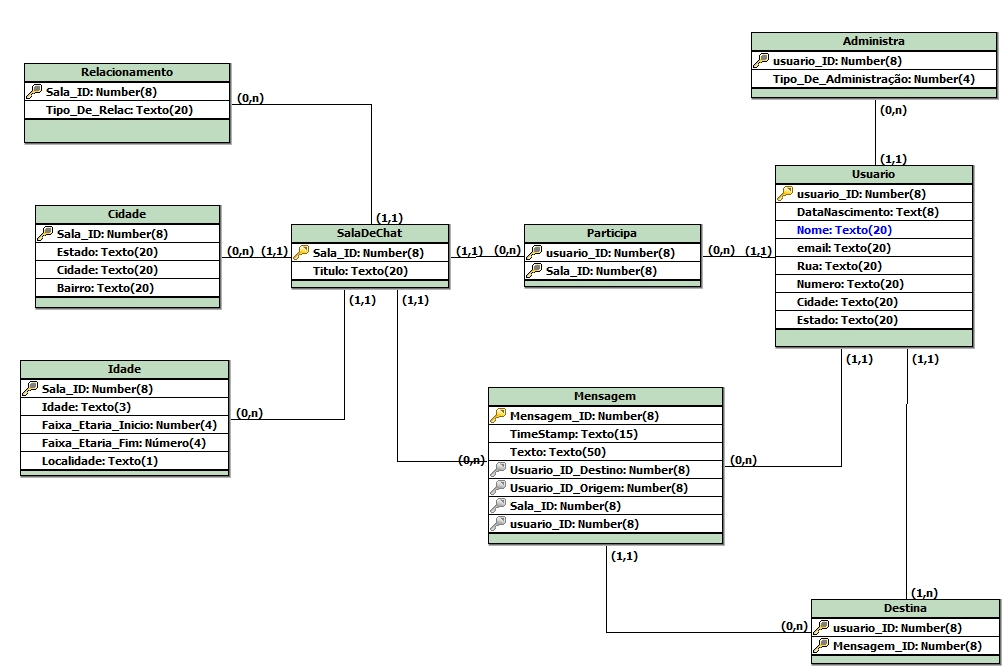 Administra
usuario_ID: Number(8)
Tipo_De_Administração: Number(4)
Relacionamento
Sala_ID: Number(8)
Tipo_De_Relac: Texto(20)
(0,n)
(0,n)
(1,1)
Usuario
usuario_ID: Number(8)
DataNascimento: Text(8)
Nome: Texto(20)
email: Texto(20)
Rua: Texto(20)
Numero: Texto(20)
Cidade: Texto(20)
Estado: Texto(20)
Cidade
Sala_ID: Number(8)
Estado: Texto(20)
Cidade: Texto(20)
Bairro: Texto(20)
(0,n)
(1,1)
(1,1)
SalaDeChat
Sala_ID: Number(8)
Titulo: Texto(20)
(1,1)
(0,n)
Participa
usuario_ID: Number(8)
Sala_ID: Number(8)
(0,n)
(1,1)
(1,1)
(1,1)
(1,1)
(1,1)
Idade
Sala_ID: Number(8)
Idade: Texto(3)
Faixa_Etaria_Inicio: Number(4)
Faixa_Etaria_Fim: Número(4)
Localidade: Texto(1)
(0,n)
Mensagem
Mensagem_ID: Number(8)
TimeStamp: Texto(15)
Texto: Texto(50)
Usuario_ID_Destino: Number(8)
Usuario_ID_Origem: Number(8)
Sala_ID: Number(8)
usuario_ID: Number(8)
(0,n)
(0,n)
(1,1)
(1,n)
Destina
usuario_ID: Number(8)
Mensagem_ID: Number(8)
(0,n)